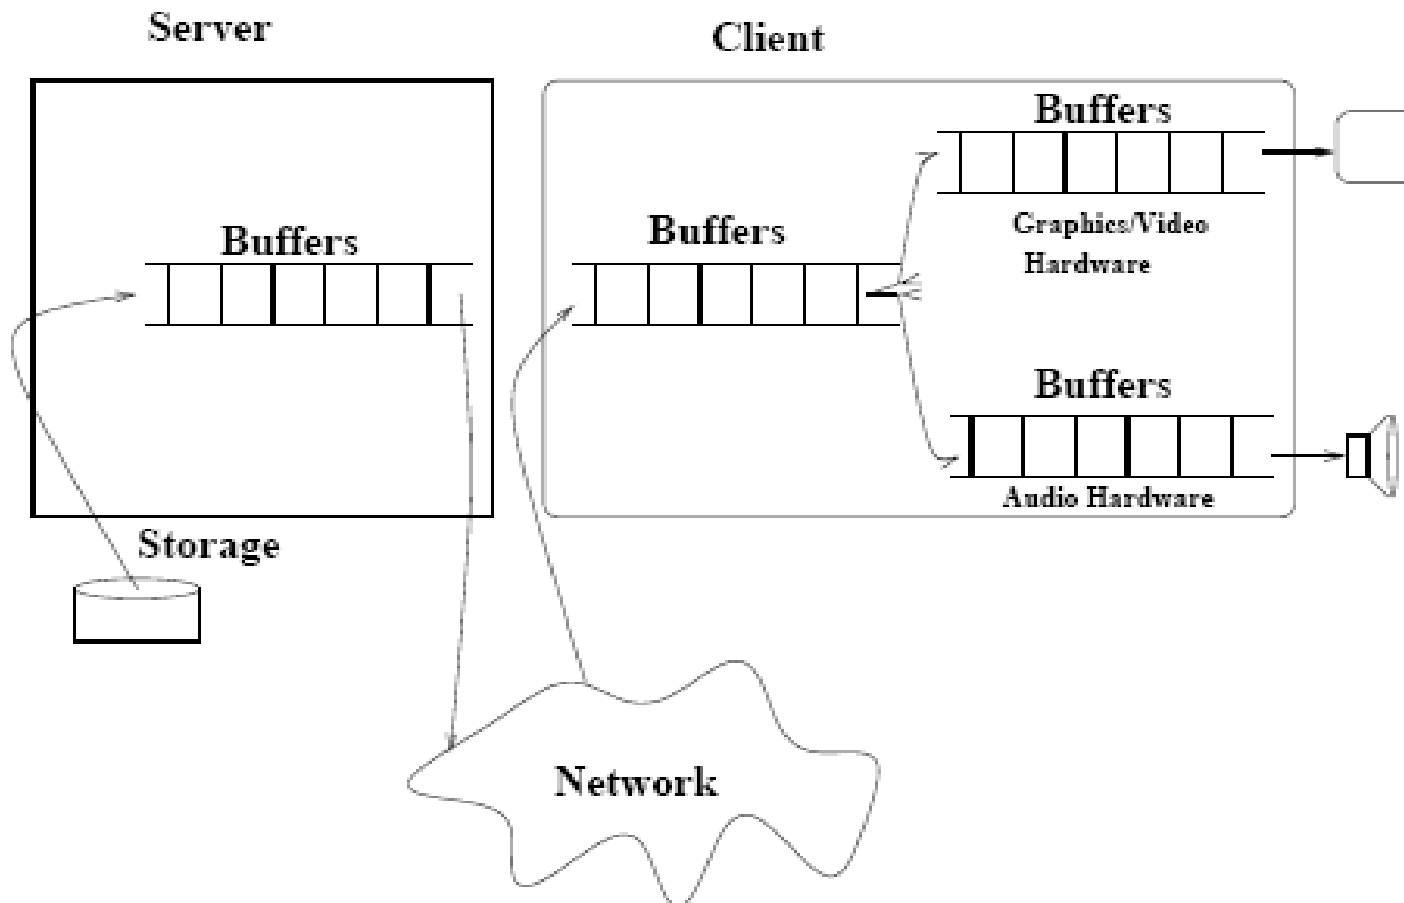 Server
Client
Buffers
Buffers
Buffers
Graphics/Video
Hardware
Buffers
Audio Hardware
Storage
Network